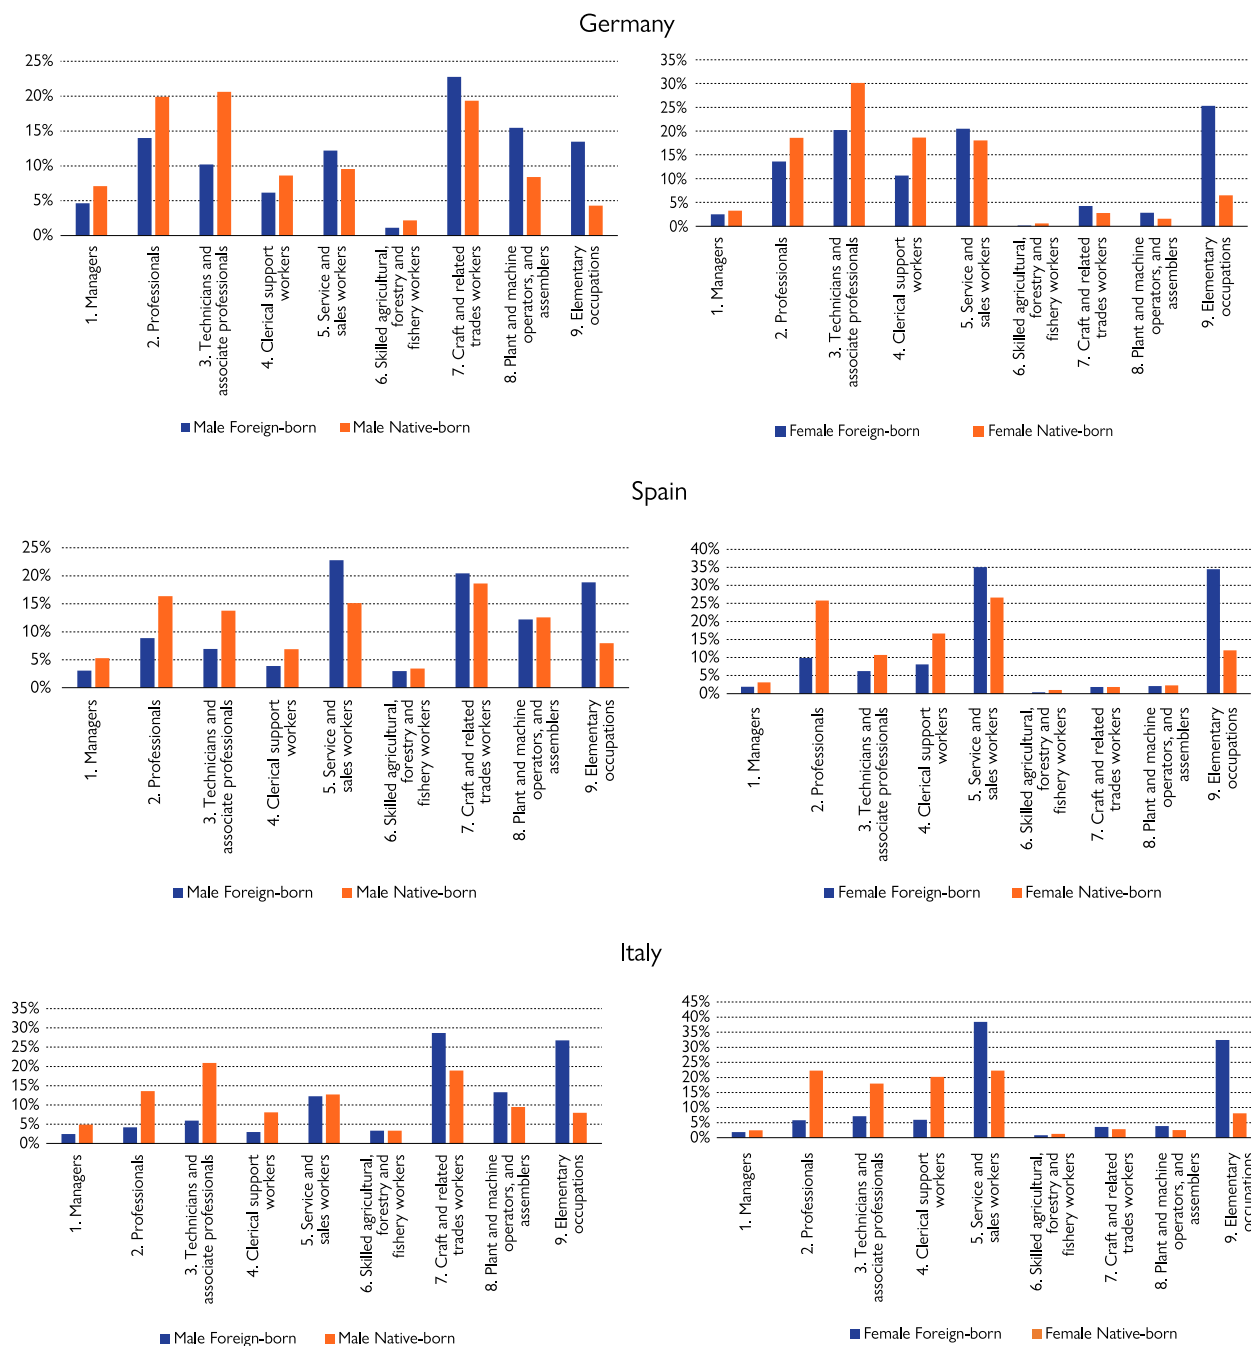 Germany
25%
20%
15%
10%
5%
0%
1. Managers
2. Professionals
3. Technicians and
associate professionals
4. Clerical support
workers
5. Service and
sales workers
6. Skilled agricultural,
forestry and
fishery workers
7. Craft and related
trades workers
8. Plant and machine
operators, and
assemblers
9. Elementary
occupations
Male Foreign-born
Male Native-born
35%
30%
25%
20%
15%
10%
5%
0%
1. Managers
2. Professionals
3. Technicians and
associate professionals
4. Clerical support
workers
5. Service and
sales workers
6. Skilled agricultural,
forestry and
fishery workers
7. Craft and related
trades workers
8. Plant and machine
operators, and
assemblers
9. Elementary
occupations
Female Foreign-born
Female Native-born
Spain
25%
20%
15%
10%
5%
0%
1. Managers
2. Professionals
3. Technicians and
associate professionals
4. Clerical support
workers
5. Service and
sales workers
6. Skilled agricultural,
forestry and
fishery workers
7. Craft and related
trades workers
8. Plant and machine
operators, and
assemblers
9. Elementary
occupations
Male Foreign-born
Male Native-born
40%
35%
30%
25%
20%
15%
10%
5%
0%
1. Managers
2. Professionals
3. Technicians and
associate professionals
4. Clerical support
workers
5. Service and
sales workers
6. Skilled agricultural,
forestry and
fishery workers
7. Craft and related
trades workers
8. Plant and machine
operators, and
assemblers
9. Elementary
occupations
Female Foreign-born
Female Native-born
Italy
35%
30%
25%
20%
15%
10%
5%
0%
1. Managers
2. Professionals
3. Technicians and
associate professionals
4. Clerical support
workers
5. Service and
sales workers
6. Skilled agricultural,
forestry and
fishery workers
7. Craft and related
trades workers
8. Plant and machine
operators, and
assemblers
9. Elementary
occupations
Male Foreign-born
Male Native-born
45%
40%
35%
30%
25%
20%
15%
10%
5%
0%
1. Managers
2. Professionals
3. Technicians and
associate professionals
4. Clerical support
workers
5. Service and
sales workers
6. Skilled agricultural,
forestry and
fishery workers
7. Craft and related
trades workers
8. Plant and machine
operators, and
assemblers
9. Elementary
occupations
Female Foreign-born
Female Native-born